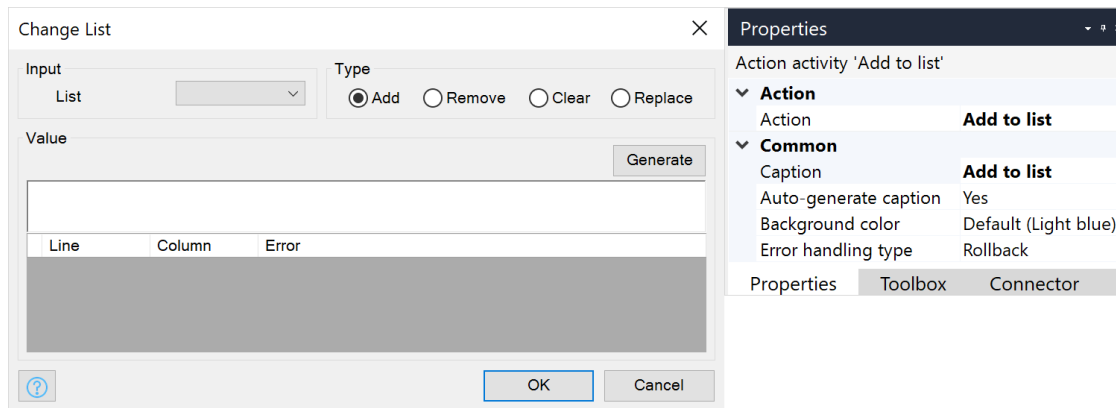 Change List
Input
List
Type
Add Remove Clear Replace
Value
Generate
Line Column Error
OK Cancel
Properties
Action activity 'Add to list'
Action
Action Add to list
Common
Caption Add to list
Auto-generate caption Yes
Background color Default (Light blue)
Error handling type Rollback
Properties Toolbox Connector